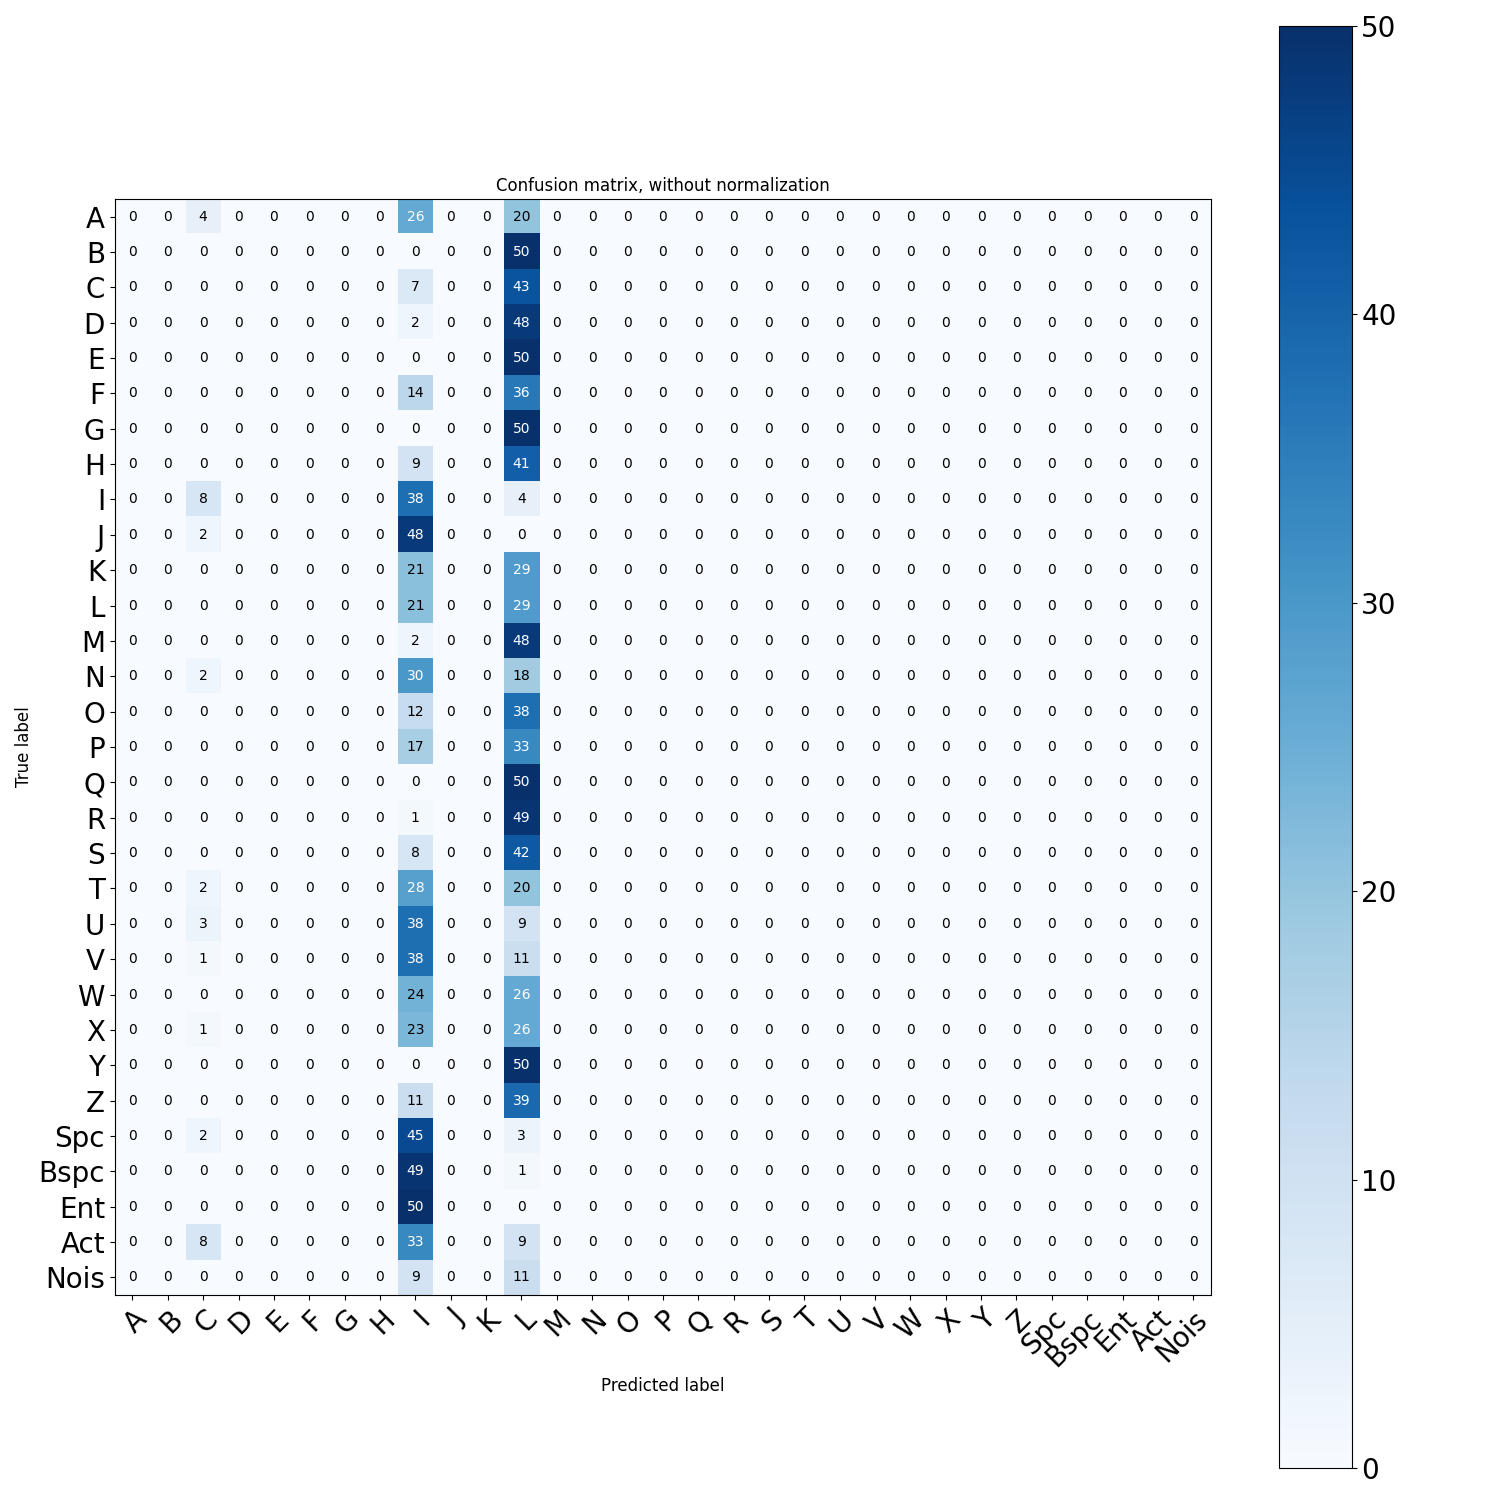 Confusion matrix, without normalization
A 0 0 4 0 0 0 0 0 26 0 0 20 0 0 0 0 0 0 0 0 0 0 0 0 0 0 0 0 0 0 0
B 0 0 0 0 0 0 0 0 0 0 0 50 0 0 0 0 0 0 0 0 0 0 0 0 0 0 0 0 0 0 0
C 0 0 0 0 0 0 0 0 7 0 0 43 0 0 0 0 0 0 0 0 0 0 0 0 0 0 0 0 0 0 0
D 0 0 0 0 0 0 0 0 2 0 0 48 0 0 0 0 0 0 0 0 0 0 0 0 0 0 0 0 0 0 0
E 0 0 0 0 0 0 0 0 0 0 0 50 0 0 0 0 0 0 0 0 0 0 0 0 0 0 0 0 0 0 0
F 0 0 0 0 0 0 0 0 14 0 0 36 0 0 0 0 0 0 0 0 0 0 0 0 0 0 0 0 0 0 0
G 0 0 0 0 0 0 0 0 0 0 0 50 0 0 0 0 0 0 0 0 0 0 0 0 0 0 0 0 0 0 0
H 0 0 0 0 0 0 0 0 9 0 0 41 0 0 0 0 0 0 0 0 0 0 0 0 0 0 0 0 0 0 0
I 0 0 8 0 0 0 0 0 38 0 0 4 0 0 0 0 0 0 0 0 0 0 0 0 0 0 0 0 0 0 0
J 0 0 2 0 0 0 0 0 48 0 0 0 0 0 0 0 0 0 0 0 0 0 0 0 0 0 0 0 0 0 0
K 0 0 0 0 0 0 0 0 21 0 0 29 0 0 0 0 0 0 0 0 0 0 0 0 0 0 0 0 0 0 0
L 0 0 0 0 0 0 0 0 21 0 0 29 0 0 0 0 0 0 0 0 0 0 0 0 0 0 0 0 0 0 0
M 0 0 0 0 0 0 0 0 2 0 0 48 0 0 0 0 0 0 0 0 0 0 0 0 0 0 0 0 0 0 0
N 0 0 2 0 0 0 0 0 30 0 0 18 0 0 0 0 0 0 0 0 0 0 0 0 0 0 0 0 0 0 0
O 0 0 0 0 0 0 0 0 12 0 0 38 0 0 0 0 0 0 0 0 0 0 0 0 0 0 0 0 0 0 0
P 0 0 0 0 0 0 0 0 17 0 0 33 0 0 0 0 0 0 0 0 0 0 0 0 0 0 0 0 0 0 0
Q 0 0 0 0 0 0 0 0 0 0 0 50 0 0 0 0 0 0 0 0 0 0 0 0 0 0 0 0 0 0 0
R 0 0 0 0 0 0 0 0 1 0 0 49 0 0 0 0 0 0 0 0 0 0 0 0 0 0 0 0 0 0 0
S 0 0 0 0 0 0 0 0 8 0 0 42 0 0 0 0 0 0 0 0 0 0 0 0 0 0 0 0 0 0 0
T 0 0 2 0 0 0 0 0 28 0 0 20 0 0 0 0 0 0 0 0 0 0 0 0 0 0 0 0 0 0 0
U 0 0 3 0 0 0 0 0 38 0 0 9 0 0 0 0 0 0 0 0 0 0 0 0 0 0 0 0 0 0 0
V 0 0 1 0 0 0 0 0 38 0 0 11 0 0 0 0 0 0 0 0 0 0 0 0 0 0 0 0 0 0 0
W 0 0 0 0 0 0 0 0 24 0 0 26 0 0 0 0 0 0 0 0 0 0 0 0 0 0 0 0 0 0 0
X 0 0 1 0 0 0 0 0 23 0 0 26 0 0 0 0 0 0 0 0 0 0 0 0 0 0 0 0 0 0 0
Y 0 0 0 0 0 0 0 0 0 0 0 50 0 0 0 0 0 0 0 0 0 0 0 0 0 0 0 0 0 0 0
Z 0 0 0 0 0 0 0 0 11 0 0 39 0 0 0 0 0 0 0 0 0 0 0 0 0 0 0 0 0 0 0
Spc 0 0 2 0 0 0 0 0 45 0 0 3 0 0 0 0 0 0 0 0 0 0 0 0 0 0 0 0 0 0 0
Bspc 0 0 0 0 0 0 0 0 49 0 0 1 0 0 0 0 0 0 0 0 0 0 0 0 0 0 0 0 0 0 0
Ent 0 0 0 0 0 0 0 0 50 0 0 0 0 0 0 0 0 0 0 0 0 0 0 0 0 0 0 0 0 0 0
Act 0 0 8 0 0 0 0 0 33 0 0 9 0 0 0 0 0 0 0 0 0 0 0 0 0 0 0 0 0 0 0
Nois 0 0 0 0 0 0 0 0 9 0 0 11 0 0 0 0 0 0 0 0 0 0 0 0 0 0 0 0 0 0 0
A B C D E F G H I J K L M N O P Q R S T U V W X Y Z Spc Bspc Ent Act Nois
Predicted label
True label
50
40
30
20
10
0